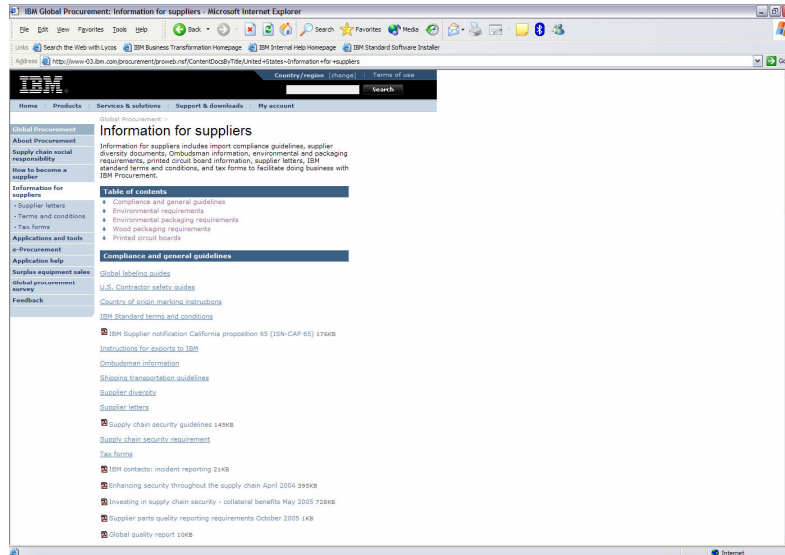 IBM Global Procurement: Information for suppliers - Microsoft Internet Explorer
File Edit View Favorites Tools Help Back Search Favorites Media
Links Search the Web with Lycos IBM Business Transformation Homepage IBM Internal Help Homepage IBM Standard Software Installer
Address http://www-03.ibm.com/procurement/proweb.nsf/ContentDocsByTitle/United+States~Information+for+suppliers Go
Country/region [change] Terms of use
IBM®
Search
Home Products Services & solutions Support & downloads My account
Global Procurement >
Global Procurement
About Procurement
Supply chain social
responsibility
How to become a
supplier
Information for
suppliers
- Supplier letters
- Terms and conditions
- Tax forms
Applications and tools
e-Procurement
Application help
Surplus equipment sales
Global procurement
survey
Feedback
Information for suppliers
Information for suppliers includes import compliance guidelines, supplier
diversity documents, Ombudsman information, environmental and packaging
requirements, printed circuit board information, supplier letters, IBM
standard terms and conditions, and tax forms to facilitate doing business with
IBM Procurement.
Table of contents
Compliance and general guidelines
Environmental requirements
Environmental packaging requirements
Wood packaging requirements
Printed circuit boards
Compliance and general guidelines
Global labeling guides
U.S. Contractor safety guides
Country of origin marking instructions
IBM Standard terms and conditions
IBM Supplier notification California proposition 65 (ISN-CAP 65) 176KB
Instructions for exports to IBM
Ombudsman information
Shipping transportation guidelines
Supplier diversity
Supplier letters
Supply chain security guidelines 145KB
Supply chain security requirement
Tax forms
IBM contacts: incident reporting 21KB
Enhancing security throughout the supply chain April 2004 395KB
Investing in supply chain security - collateral benefits May 2005 728KB
Supplier parts quality reporting requirements October 2005 1KB
Global quality report 10KB
Internet